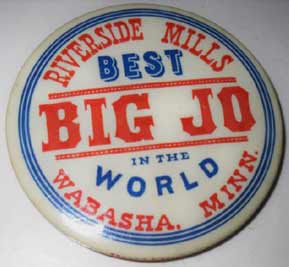 RIVERSIDE MILLS
BEST
BIG JO
IN THE
WORLD
WABASHA, MINN.